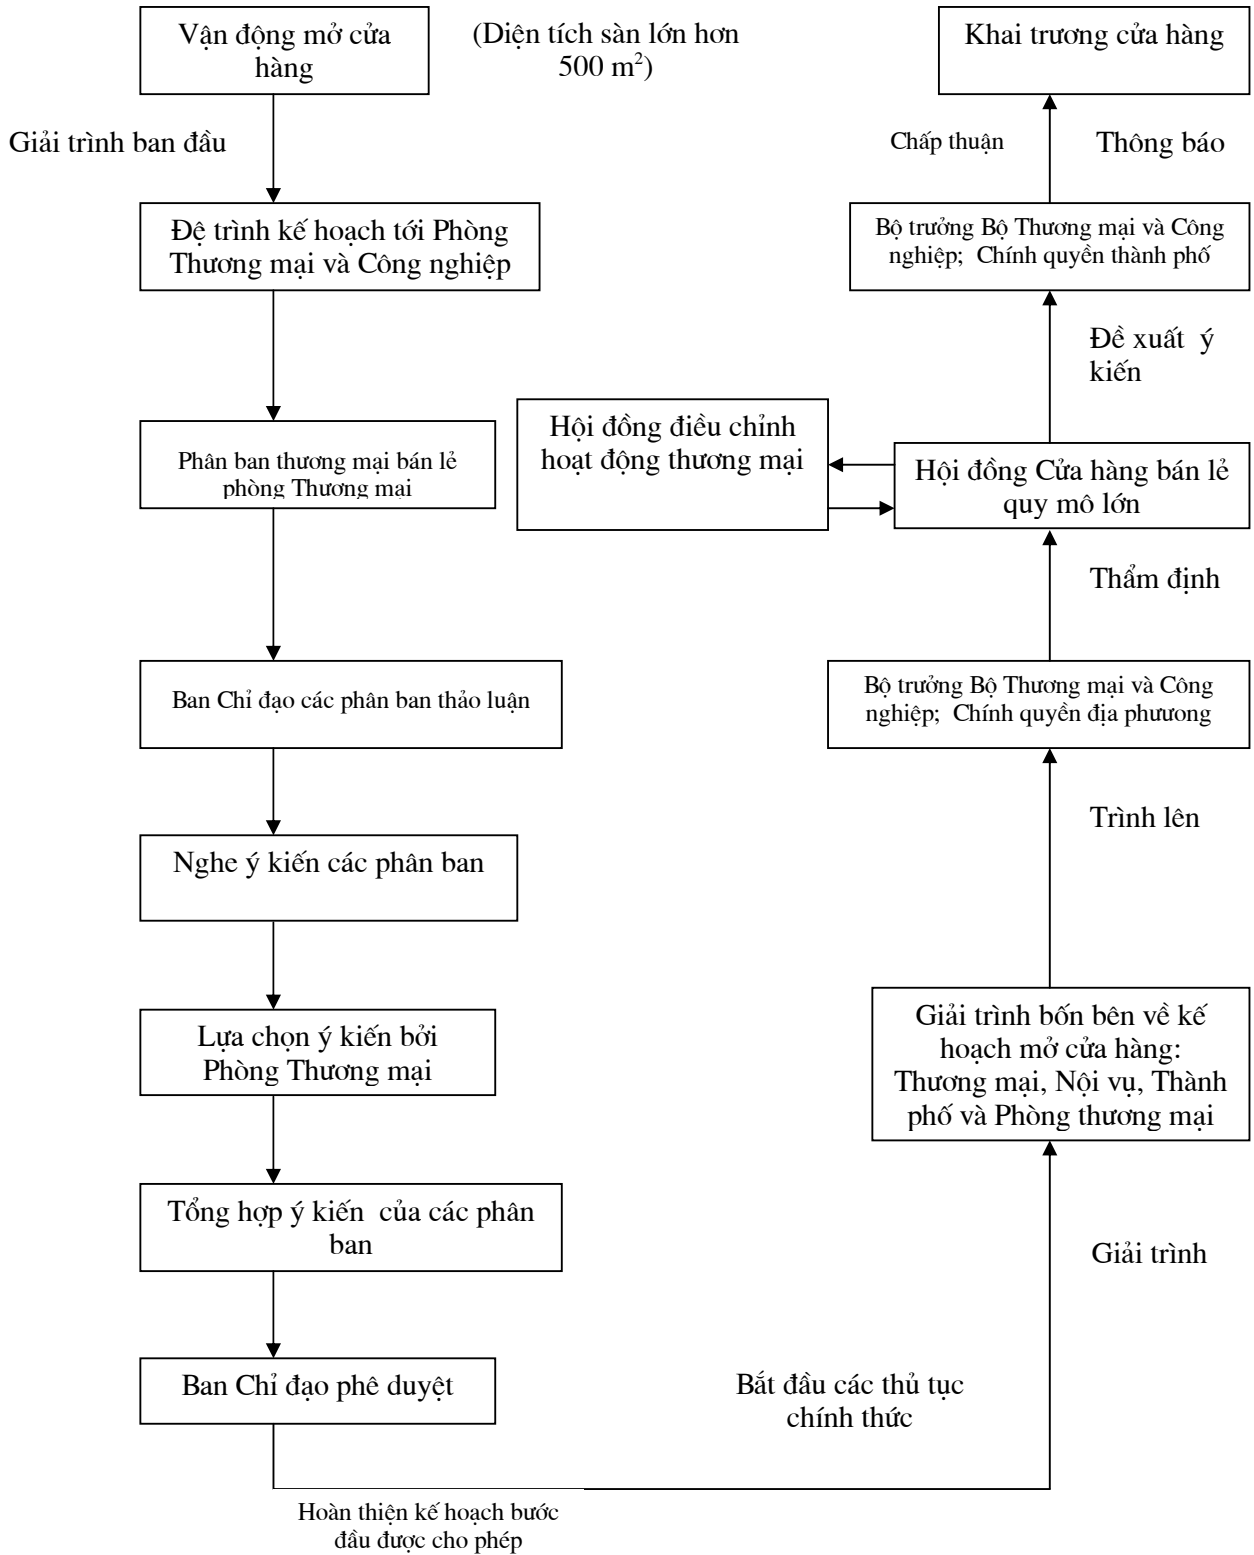 Vận động mở cửa
hàng
(Diện tích sàn lớn hơn
500 m²)
Giải trình ban đầu
Đệ trình kế hoạch tới Phòng
Thương mại và Công nghiệp
Phân ban thương mại bán lẻ
phòng Thương mại
Ban Chỉ đạo các phân ban thảo luận
Nghe ý kiến các phân ban
Lựa chọn ý kiến bởi
Phòng Thương mại
Tổng hợp ý kiến của các phân
ban
Ban Chỉ đạo phê duyệt
Hoàn thiện kế hoạch bước
đầu được cho phép
Bắt đầu các thủ tục
chính thức
Giải trình
Giải trình bốn bên về kế
hoạch mở cửa hàng:
Thương mại, Nội vụ, Thành
phố và Phòng thương mại
Trình lên
Bộ trưởng Bộ Thương mại và Công
nghiệp; Chính quyền địa phưương
Thẩm định
Hội đồng Cửa hàng bán lẻ
quy mô lớn
Hội đồng điều chỉnh
hoạt động thương mại
Đề xuất ý
kiến
Bộ trưởng Bộ Thương mại và Công
nghiệp; Chính quyền thành phố
Chấp thuận
Thông báo
Khai trương cửa hàng